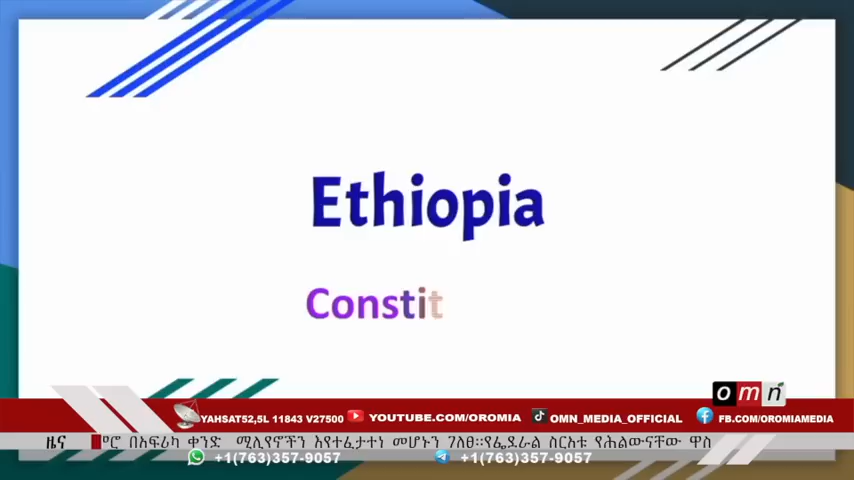 Ethiopia
Constit
omn
YAHSAT52,5L 11843 V27500 YOUTUBE.COM/OROMIA OMN_MEDIA_OFFICIAL FB.COM/OROMIAMEDIA
ዜና በአፍሪካ ቀንድ ሚሊየኖችን እየተፈታተነ መሆኑን ገለፀ።የፌደራል ስርአቱ የሕልውናቸው ዋስ
+1(763)357-9057 +1(763)357-9057